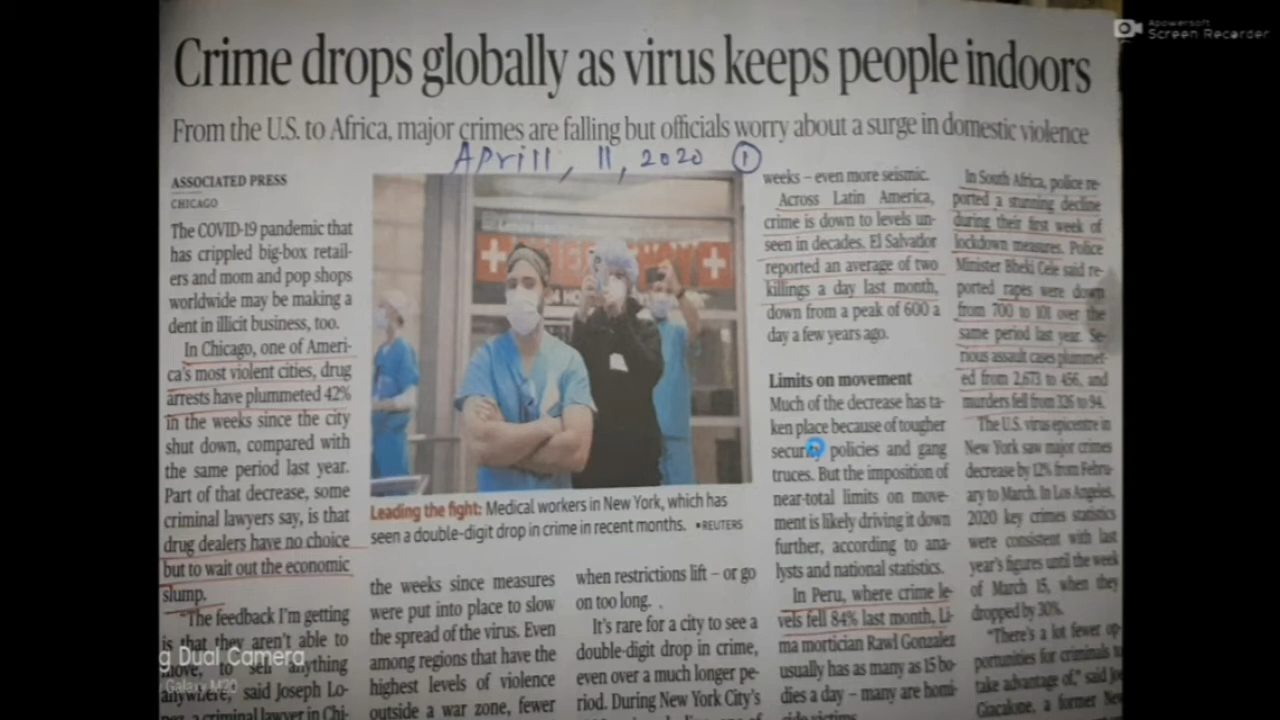 Apowersoft
Screen Recorder
Crime drops globally as virus keeps people indoors
From the U.S. to Africa, major crimes are falling but officials worry about a surge in domestic violence
Aprill, 11, 2020 1
ASSOCIATED PRESS
CHICAGO
The COVID-19 pandemic that
has crippled big-box retail-
ers and mom and pop shops
worldwide may be making a
dent in illicit business, too.
In Chicago, one of Ameri-
ca's most violent cities, drug
arrests have plummeted 42%
in the weeks since the city
shut down, compared with
the same period last year.
Part of that decrease, some
criminal lawyers say, is that
drug dealers have no choice
but to wait out the economic
slump.
"The feedback I'm getting
is that they aren't able to
move, to sell anything
anywhere," said Joseph Lo-
pez, a criminal lawyer in Chi-
g Dual Camera
Galaxy M20
Leading the fight: Medical workers in New York, which has
seen a double-digit drop in crime in recent months. •REUTERS
the weeks since measures
were put into place to slow
the spread of the virus. Even
among regions that have the
highest levels of violence
outside a war zone, fewer
when restrictions lift – or go
on too long.
It's rare for a city to see a
double-digit drop in crime,
even over a much longer pe-
riod. During New York City's
weeks – even more seismic.
Across Latin America,
crime is down to levels un-
seen in decades. El Salvador
reported an average of two
killings a day last month,
down from a peak of 600 a
day a few years ago.
Limits on movement
Much of the decrease has ta-
ken place because of tougher
security policies and gang
truces. But the imposition of
near-total limits on move-
ment is likely driving it down
further, according to ana-
lysts and national statistics.
In Peru, where crime le-
vels fell 84% last month, Li-
ma mortician Rawl Gonzalez
usually has as many as 15 bo-
dies a day – many are homi-
cide victims
In South Africa, police re-
ported a stunning decline
during their first week of
lockdown measures. Police
Minister Bheki Cele said re-
ported rapes were down
from 700 to 101 over the
same period last year. Se-
rious assault cases plummet-
ed from 2,673 to 456, and
murders fell from 326 to 94.
The U.S. virus epicentre in
New York saw major crimes
decrease by 12% from Febru-
ary to March. In Los Angeles,
2020 key crimes statistics
were consistent with last
year's figures until the week
of March 15, when they
dropped by 30%.
"There's a lot fewer op-
portunities for criminals to
take advantage of," said Joe
Giacalone, a former New